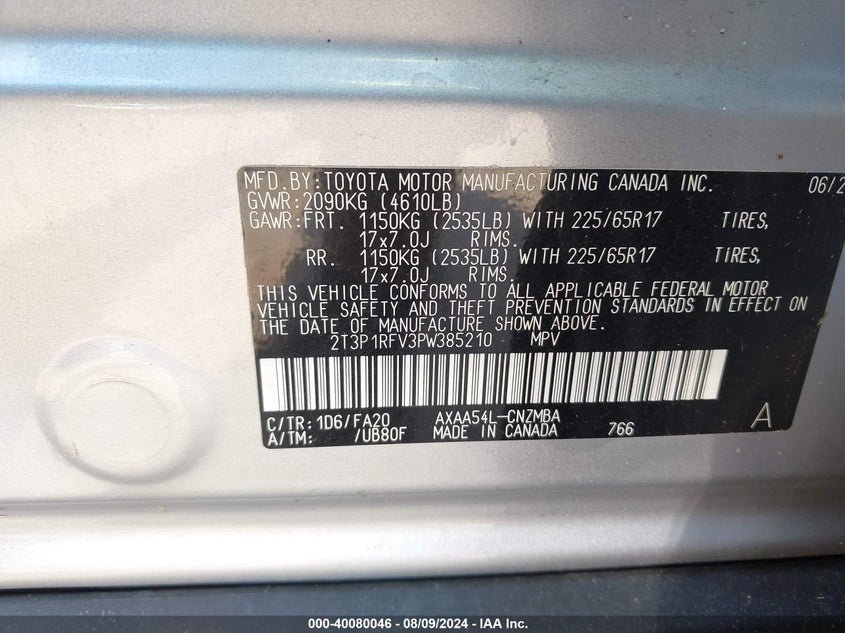 MFD.BY:TOYOTA MOTOR MANUFACTURING CANADA INC. 06/2
GVWR:2090KG (4610LB)
GAWR:FRT. 1150KG (2535LB) WITH 225/65R17 TIRES,
17x7.0J RIMS.
RR. 1150KG (2535LB) WITH 225/65R17 TIRES,
17x7.0J RIMS.
THIS VEHICLE CONFORMS TO ALL APPLICABLE FEDERAL MOTOR
VEHICLE SAFETY AND THEFT PREVENTION STANDARDS IN EFFECT ON
THE DATE OF MANUFACTURE SHOWN ABOVE.
2T3P1RFV3PW385210 MPV
C/TR:1D6/FA20 AXAA54L-CNZMBA A
A/TM: /UB80F MADE IN CANADA 766
000-40080046 - 08/09/2024 - IAA Inc.